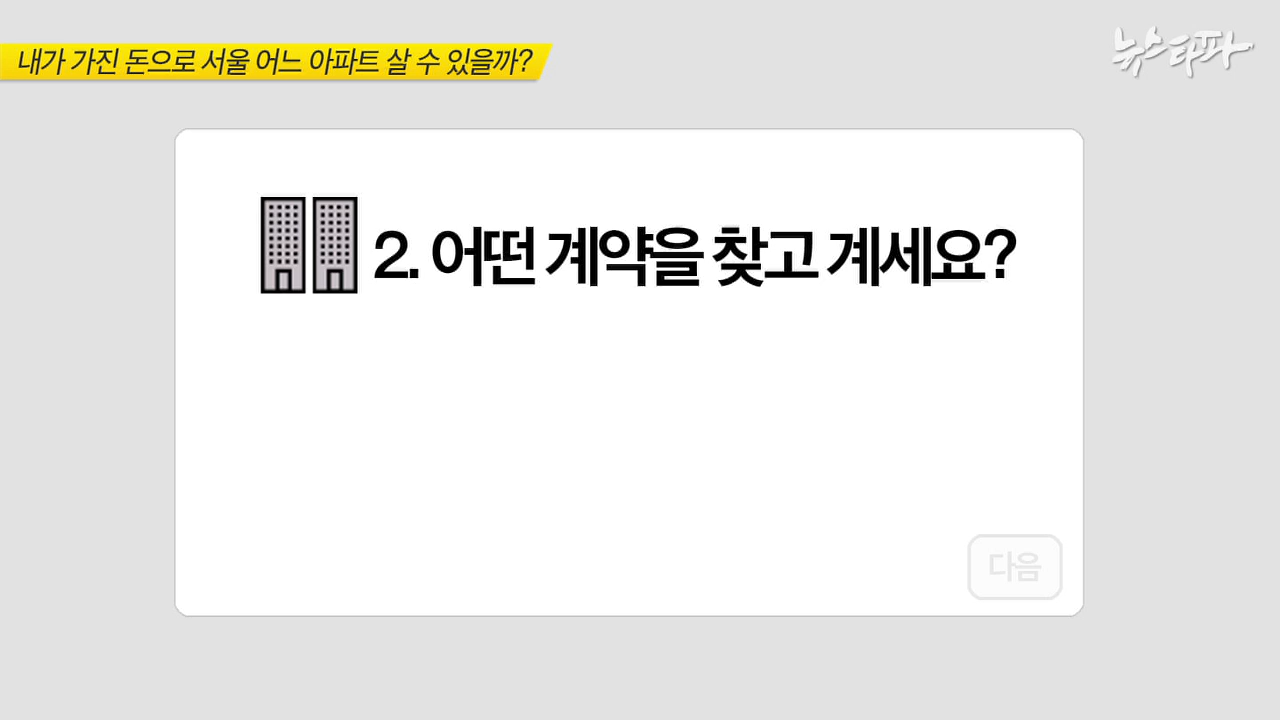 내가 가진 돈으로 서울 어느 아파트 살 수 있을까?
뉴스타파
2. 어떤 계약을 찾고 계세요?
다음